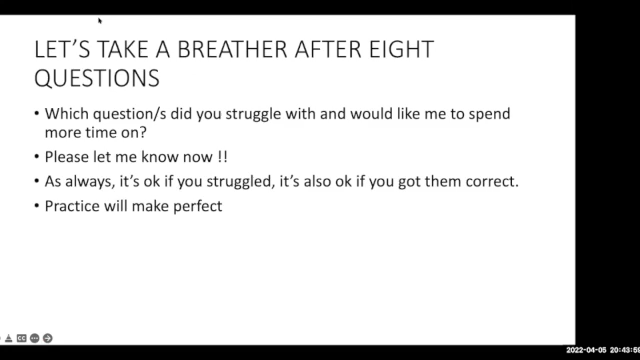 LET'S TAKE A BREATHER AFTER EIGHT
QUESTIONS
• Which question/s did you struggle with and would like me to spend
more time on?
• Please let me know now !!
• As always, it's ok if you struggled, it's also ok if you got them correct.
• Practice will make perfect
CC
2022-04-05 20:43:59